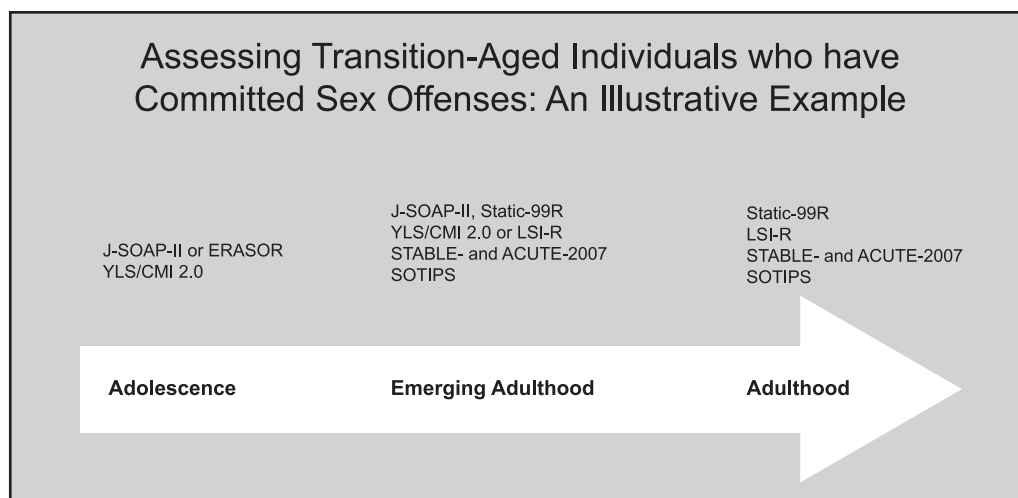 Assessing Transition-Aged Individuals who have
Committed Sex Offenses: An Illustrative Example
J-SOAP-II or ERASOR
YLS/CMI 2.0
J-SOAP-II, Static-99R
YLS/CMI 2.0 or LSI-R
STABLE- and ACUTE-2007
SOTIPS
Static-99R
LSI-R
STABLE- and ACUTE-2007
SOTIPS
Adolescence
Emerging Adulthood
Adulthood